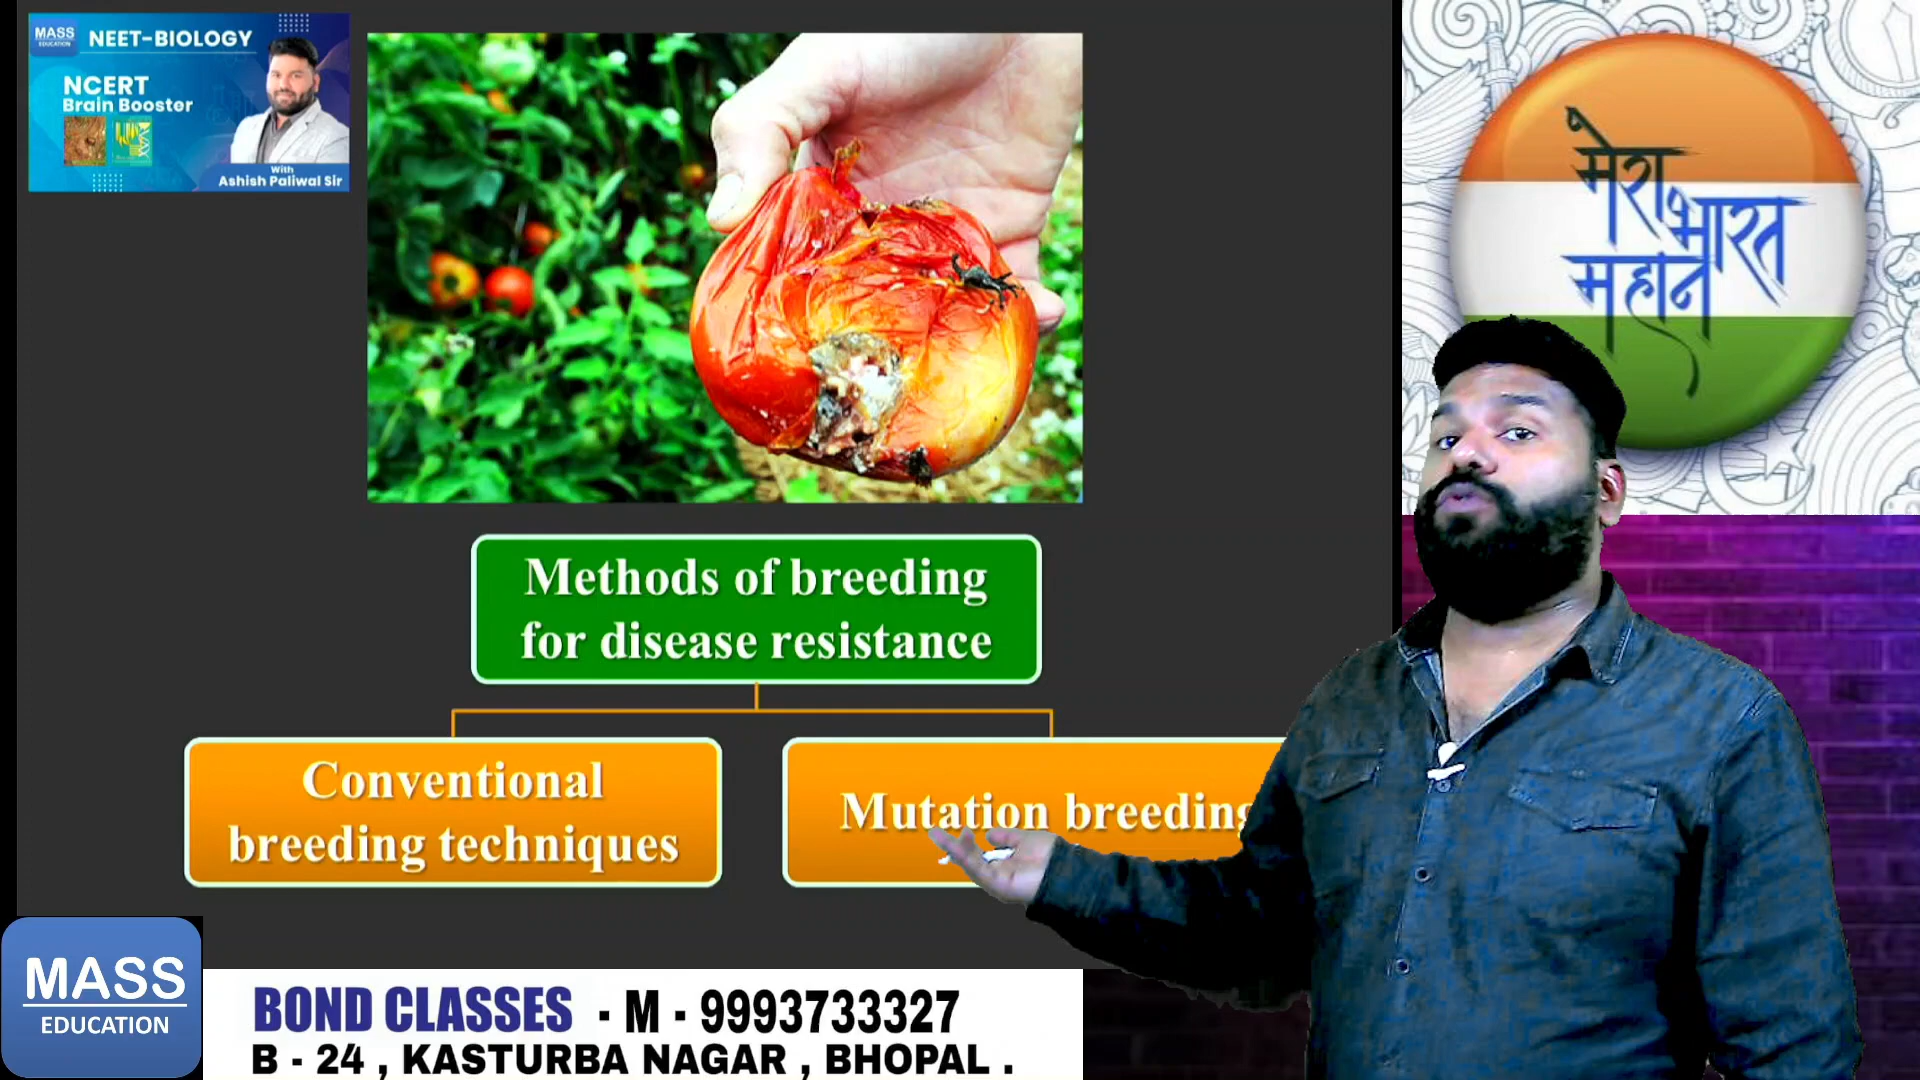 MASS
EDUCATION
NEET-BIOLOGY
NCERT
Brain Booster
With
Ashish Paliwal Sir
मेरा
भारत
महान
Methods of breeding
for disease resistance
Conventional
breeding techniques
Mutation breeding
MASS
EDUCATION
BOND CLASSES - M - 9993733327
B - 24 , KASTURBA NAGAR , BHOPAL .